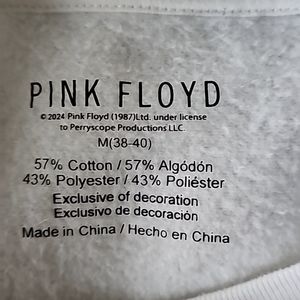 PINK FLOYD
© 2024 Pink Floyd (1987)Ltd. under license
to Perryscope Productions LLC.
M(38-40)
57% Cotton / 57% Algódón
43% Polyester / 43% Poliéster
Exclusive of decoration
Exclusivo de decoración
Made in China / Hecho en China